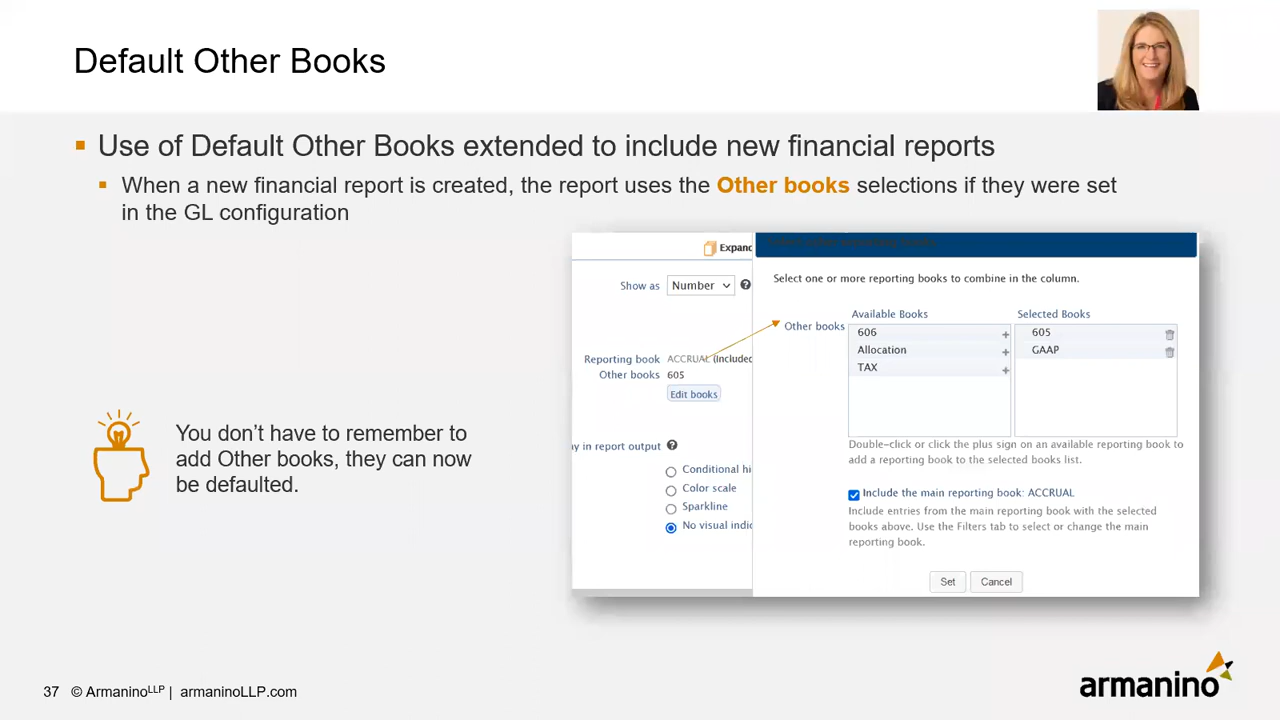 Default Other Books
Use of Default Other Books extended to include new financial reports
When a new financial report is created, the report uses the Other books selections if they were set
in the GL configuration
You don’t have to remember to
add Other books, they can now
be defaulted.
Expand
Show as Number
Reporting book ACCRUAL (included
Other books 605
Edit books
y in report output
Conditional hi
Color scale
Sparkline
No visual indic
Select one or more reporting books to combine in the column.
Available Books Selected Books
Other books
606 605
Allocation GAAP
TAX
Double-click or click the plus sign on an available reporting book to
add a reporting book to the selected books list.
Include the main reporting book: ACCRUAL
Include entries from the main reporting book with the selected
books above. Use the Filters tab to select or change the main
reporting book.
Set Cancel
37 © ArmaninoLLP | armaninoLLP.com
armanino